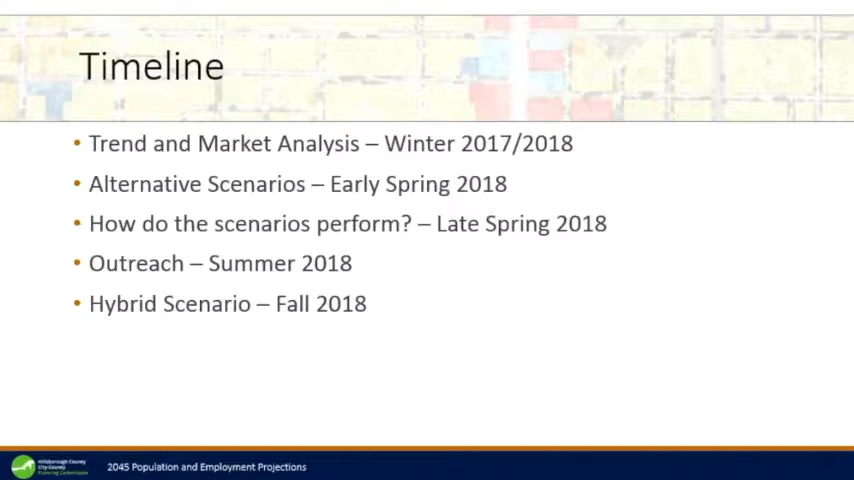 Timeline
• Trend and Market Analysis – Winter 2017/2018
• Alternative Scenarios – Early Spring 2018
• How do the scenarios perform? – Late Spring 2018
• Outreach – Summer 2018
• Hybrid Scenario – Fall 2018
Hillsborough County
City-County
Planning Commission
2045 Population and Employment Projections